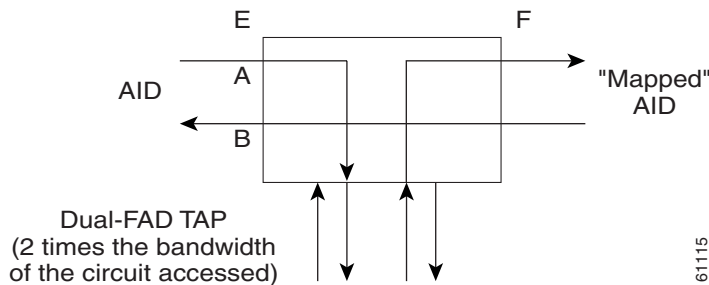 E
F
A
AID
"Mapped"
AID
B
Dual-FAD TAP
(2 times the bandwidth
of the circuit accessed)
61115